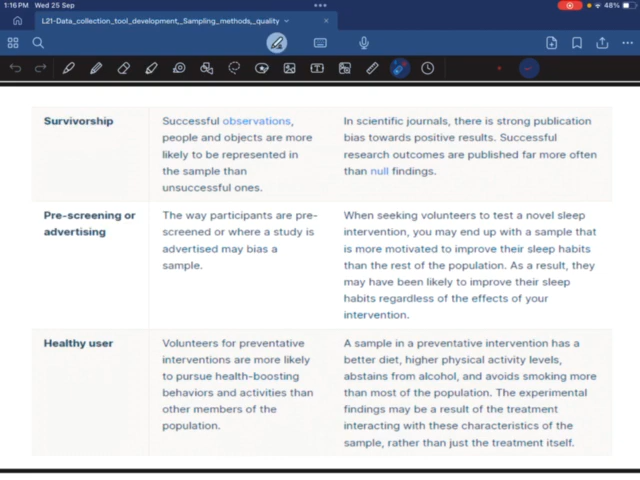 1:16 PM Wed 25 Sep
48%
L21-Data_collection_tool_development,_Sampling_methods,_quality
Survivorship
Successful observations,
people and objects are more
likely to be represented in
the sample than
unsuccessful ones.
In scientific journals, there is strong publication
bias towards positive results. Successful
research outcomes are published far more often
than null findings.
Pre-screening or
advertising
The way participants are pre-
screened or where a study is
advertised may bias a
sample.
When seeking volunteers to test a novel sleep
intervention, you may end up with a sample that
is more motivated to improve their sleep habits
than the rest of the population. As a result, they
may have been likely to improve their sleep
habits regardless of the effects of your
intervention.
Healthy user
Volunteers for preventative
interventions are more likely
to pursue health-boosting
behaviors and activities than
other members of the
population.
A sample in a preventative intervention has a
better diet, higher physical activity levels,
abstains from alcohol, and avoids smoking more
than most of the population. The experimental
findings may be a result of the treatment
interacting with these characteristics of the
sample, rather than just the treatment itself.